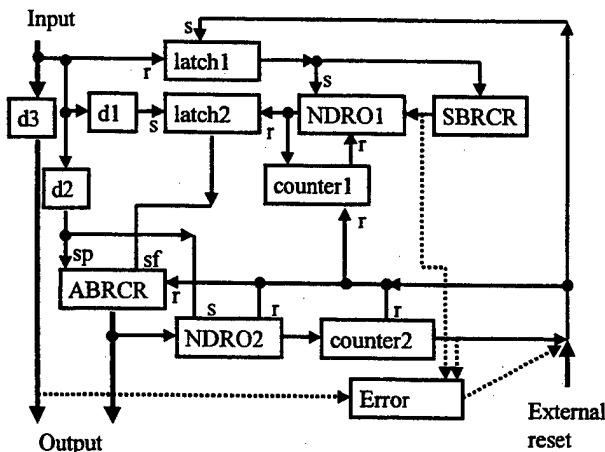 Input
s
r
latch1
s
d3
d1
s
latch2
r
NDRO1
SBRCR
r
d2
counter1
r
sp
sf
ABRCR
r
s
r
r
NDRO2
counter2
Error
External
reset
Output